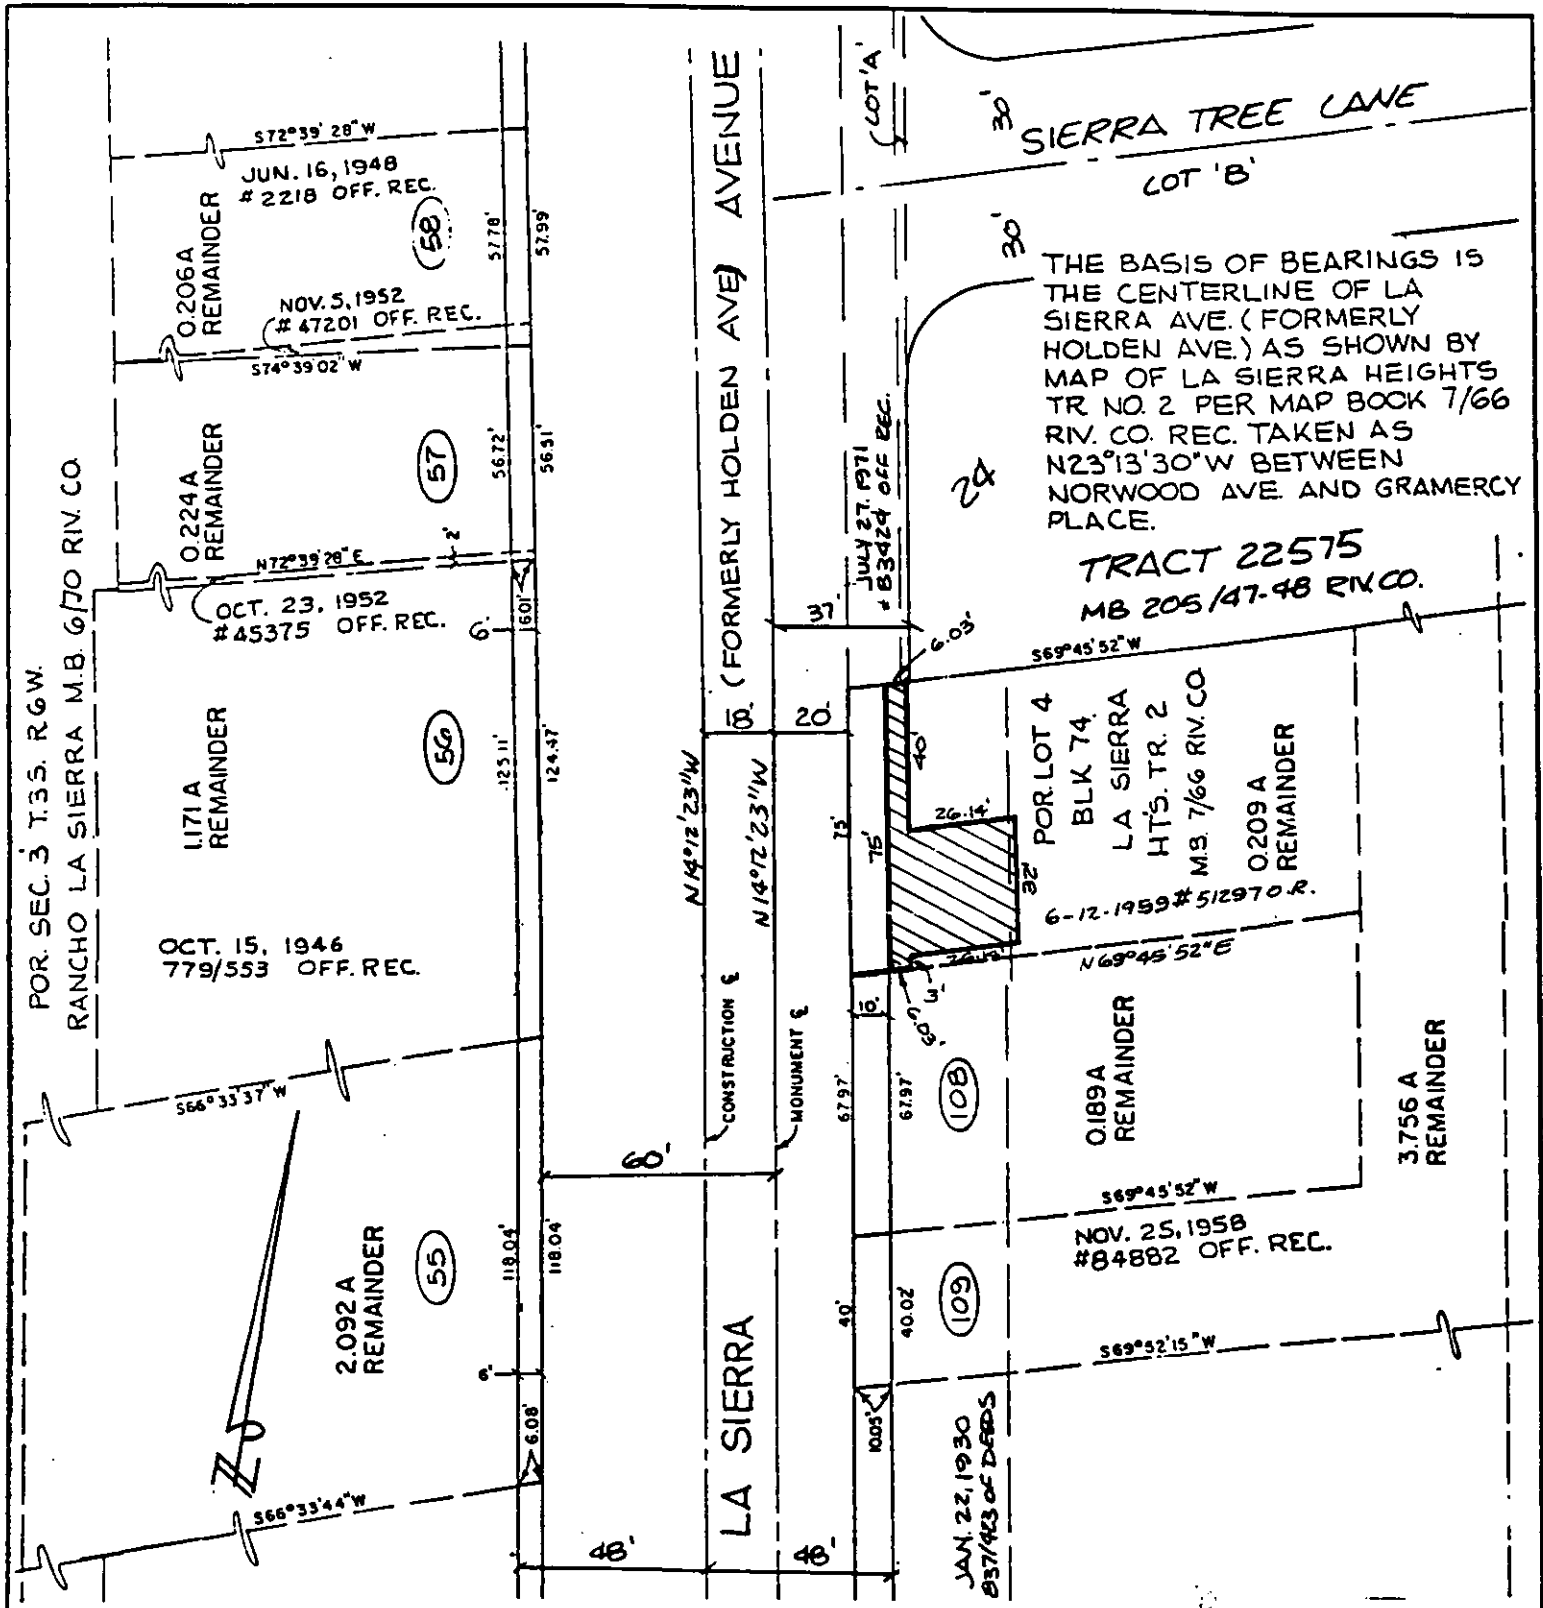 S72°39'28"W
JUN. 16, 1948
#2218 OFF. REC.
0.206A
REMAINDER
58
57.78'
57.99'
NOV. 5, 1952
#47201 OFF. REC.
S74°39'02"W
0.224A
REMAINDER
57
56.72'
56.51'
2'
N72°39'28"E
OCT. 23, 1952
#45375 OFF. REC.
6'
6.01'
POR. SEC. 3 T.3S. R6W.
RANCHO LA SIERRA M.B. 6/70 RIV. CO.
1.171 A
REMAINDER
56
125.11'
124.47'
OCT. 15, 1946
779/553 OFF. REC.
S66°33'37"W
2.092 A
REMAINDER
55
118.04'
118.04'
6'
6.08'
N
S66°33'44"W
48'
48'
60'
LA SIERRA (FORMERLY HOLDEN AVE) AVENUE
N14°12'23"W
N14°12'23"W
CONSTRUCTION ℄
MONUMENT ℄
20'
37'
LOT 'A'
JULY 27, 1971
#83424 OFF REC.
30'
SIERRA TREE LANE
LOT 'B'
30'
THE BASIS OF BEARINGS IS
THE CENTERLINE OF LA
SIERRA AVE. (FORMERLY
HOLDEN AVE.) AS SHOWN BY
MAP OF LA SIERRA HEIGHTS
TR NO. 2 PER MAP BOOK 7/66
RIV. CO. REC. TAKEN AS
N23°13'30"W BETWEEN
NORWOOD AVE. AND GRAMERCY
PLACE.
24
TRACT 22575
MB 205/47-48 RIV. CO.
6.03'
S69°45'52"W
40'
75'
75'
26.14'
32'
3'
6.03'
10'
POR. LOT 4
BLK 74
LA SIERRA
HT'S. TR. 2
M.B. 7/66 RIV. CO
0.209 A
REMAINDER
N69°45'52"E
67.97'
67.97'
108
0.189A
REMAINDER
3.756 A
REMAINDER
S69°45'52"W
NOV. 25, 1958
#84882 OFF. REC.
40'
40.02'
109
S69°52'15"W
10.05'
JAN. 22, 1930
837/423 OF DEEDS